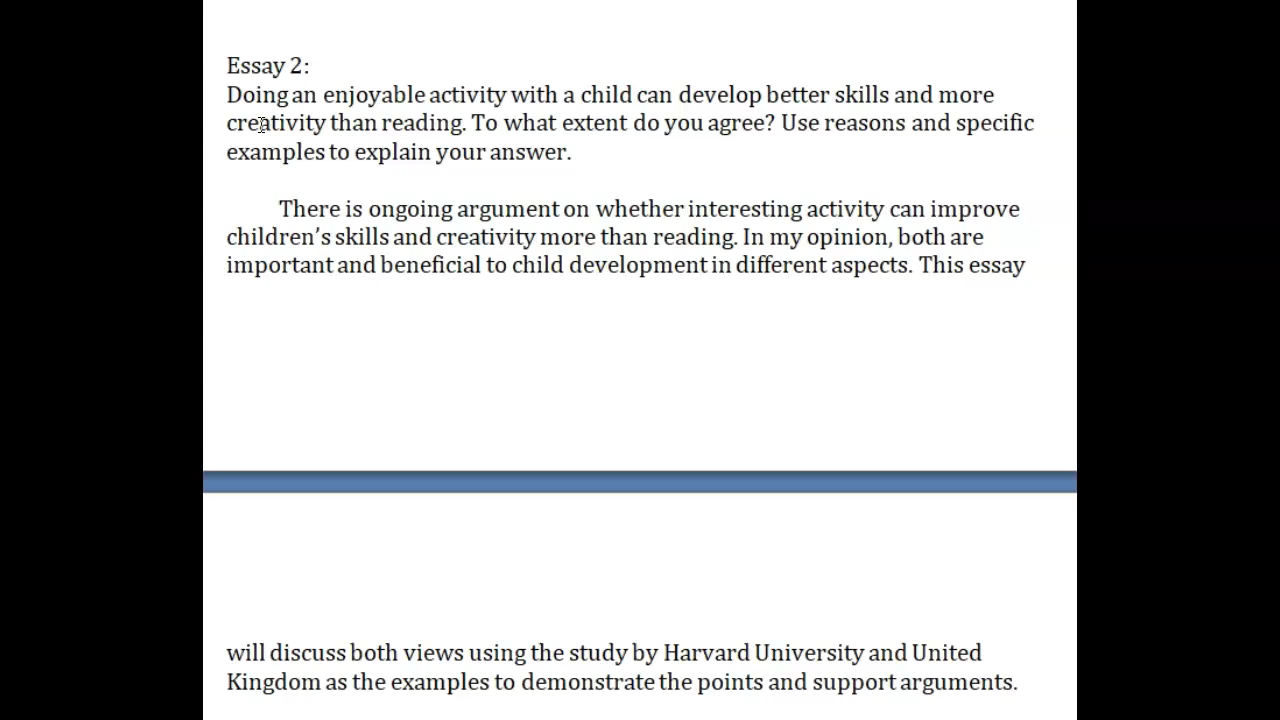 Essay 2:
Doing an enjoyable activity with a child can develop better skills and more
creativity than reading. To what extent do you agree? Use reasons and specific
examples to explain your answer.
There is ongoing argument on whether interesting activity can improve
children's skills and creativity more than reading. In my opinion, both are
important and beneficial to child development in different aspects. This essay
will discuss both views using the study by Harvard University and United
Kingdom as the examples to demonstrate the points and support arguments.